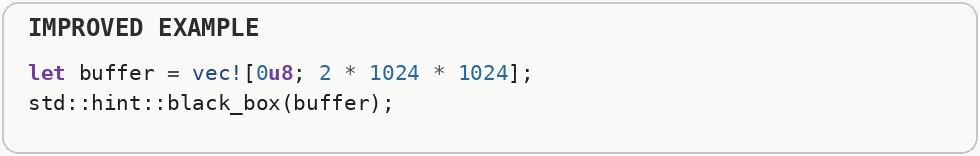 IMPROVED EXAMPLE
let buffer = vec![0u8; 2 * 1024 * 1024];
std::hint::black_box(buffer);